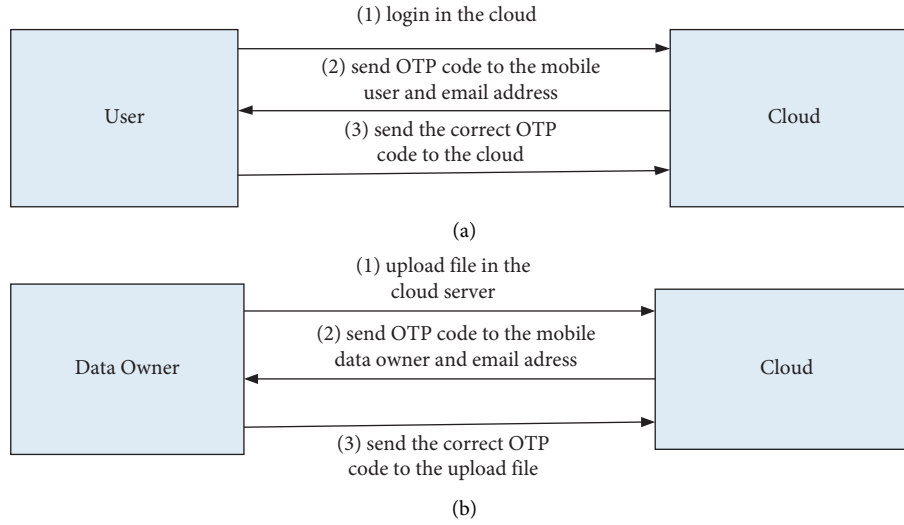 (1) login in the cloud
User
(2) send OTP code to the mobile
user and email address
Cloud
(3) send the correct OTP
code to the cloud
(a)
(1) upload file in the
cloud server
Data Owner
(2) send OTP code to the mobile
data owner and email adress
Cloud
(3) send the correct OTP
code to the upload file
(b)